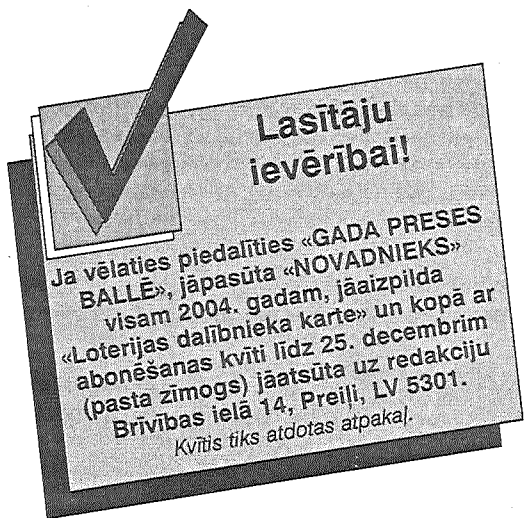 Lasītāju
ievērībai!
Ja vēlaties piedalīties «GADA PRESES
BALLĒ», jāpasūta «NOVADNIEKS»
visam 2004. gadam, jāaizpilda
«Loterijas dalībnieka karte» un kopā ar
abonēšanas kvīti līdz 25. decembrim
(pasta zīmogs) jāatsūta uz redakciju
Brīvības ielā 14, Preiļi, LV 5301.
Kvītis tiks atdotas atpakaļ.